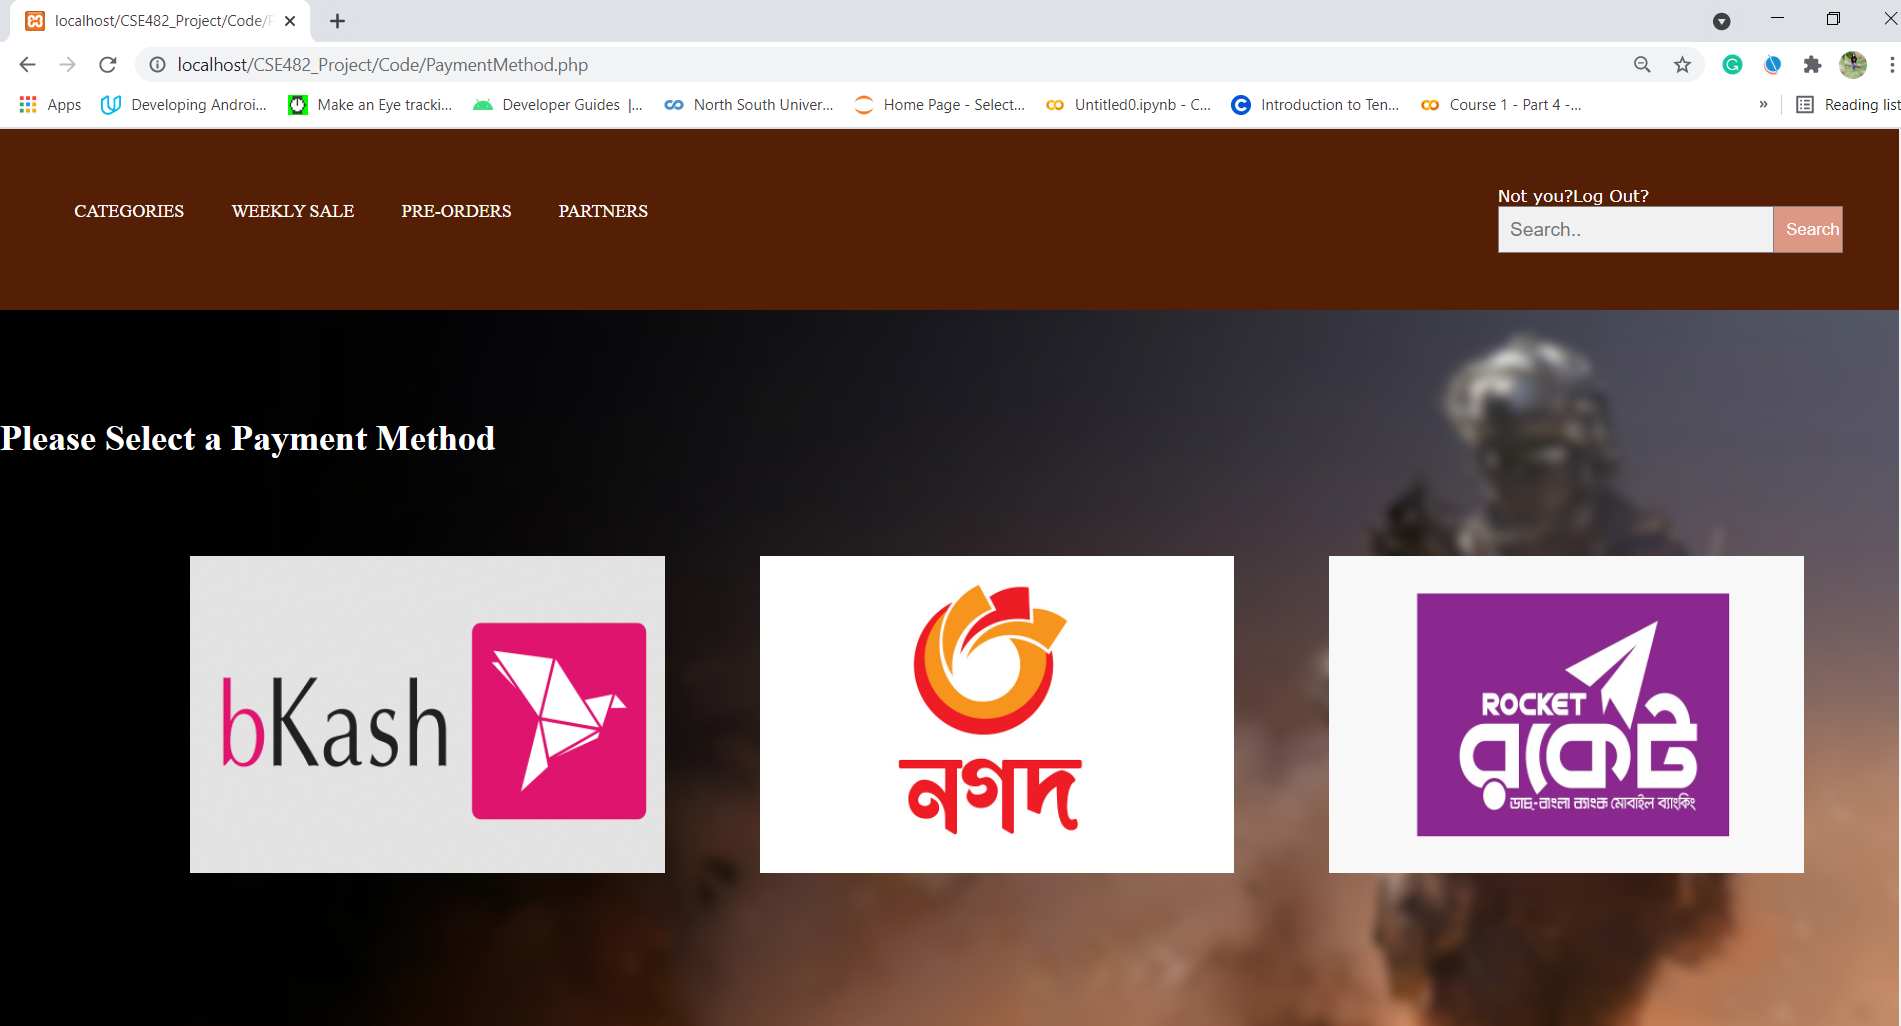 localhost/CSE482_Project/Code/
localhost/CSE482_Project/Code/PaymentMethod.php
Apps Developing Androi... Make an Eye tracki... Developer Guides |... North South Univer... Home Page - Select... Untitled0.ipynb - C... Introduction to Ten... Course 1 - Part 4 -... » Reading list
CATEGORIES WEEKLY SALE PRE-ORDERS PARTNERS
Not you?Log Out?
Search.. Search
Please Select a Payment Method
bKash
নগদ
ROCKET
রকেট
ডাচ্-বাংলা ব্যাংক মোবাইল ব্যাংকিং